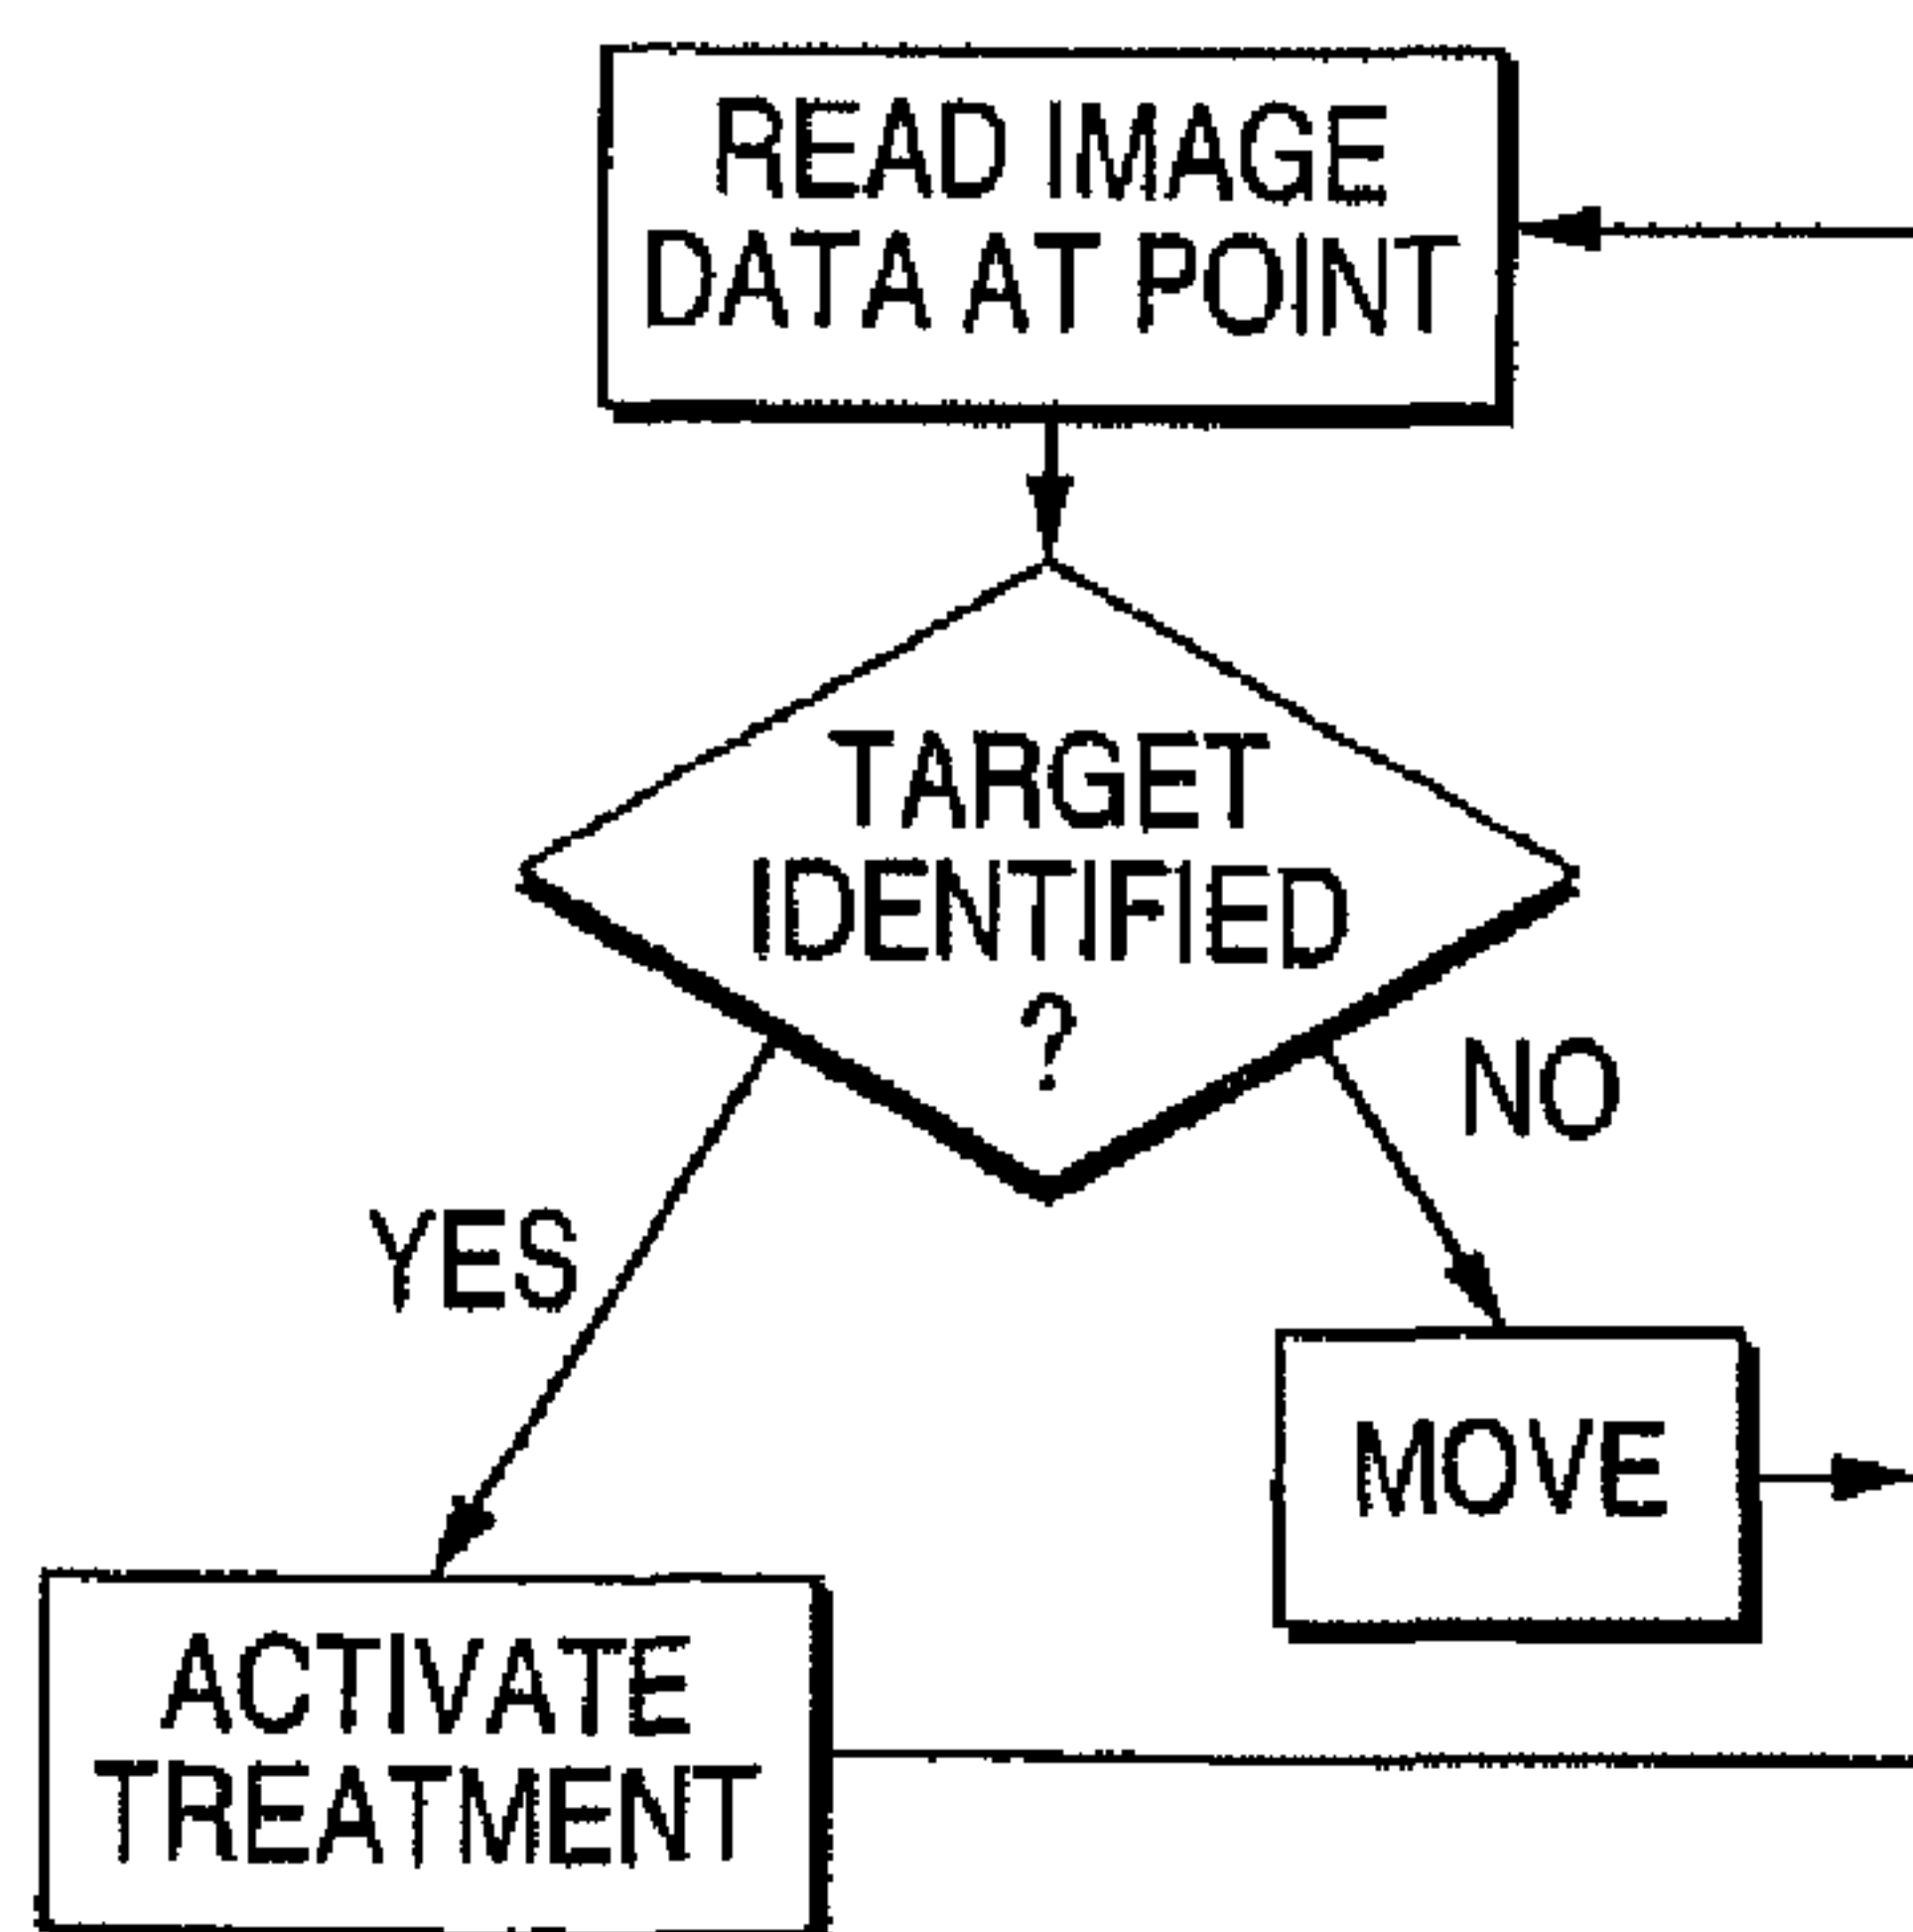 READ IMAGE
DATA AT POINT
TARGET
IDENTIFIED
?
NO
YES
MOVE
ACTIVATE
TREATMENT